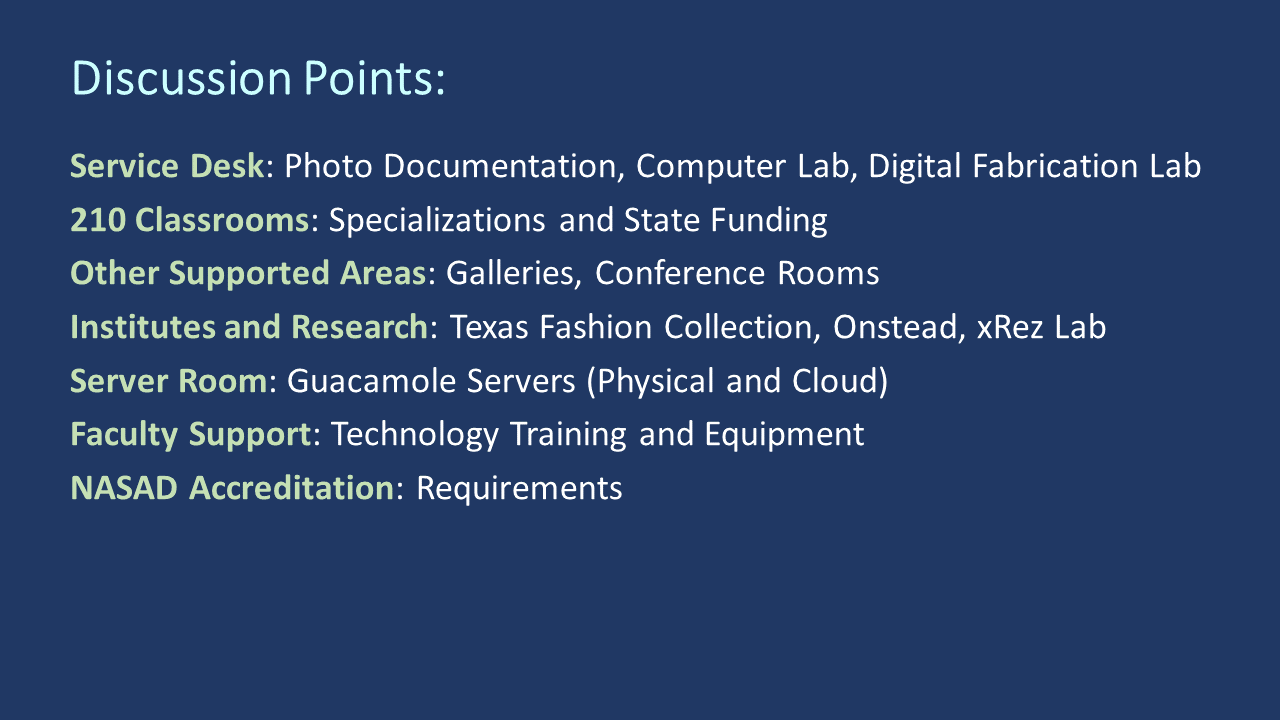 Discussion Points:
Service Desk: Photo Documentation, Computer Lab, Digital Fabrication Lab
210 Classrooms: Specializations and State Funding
Other Supported Areas: Galleries, Conference Rooms
Institutes and Research: Texas Fashion Collection, Onstead, xRez Lab
Server Room: Guacamole Servers (Physical and Cloud)
Faculty Support: Technology Training and Equipment
NASAD Accreditation: Requirements